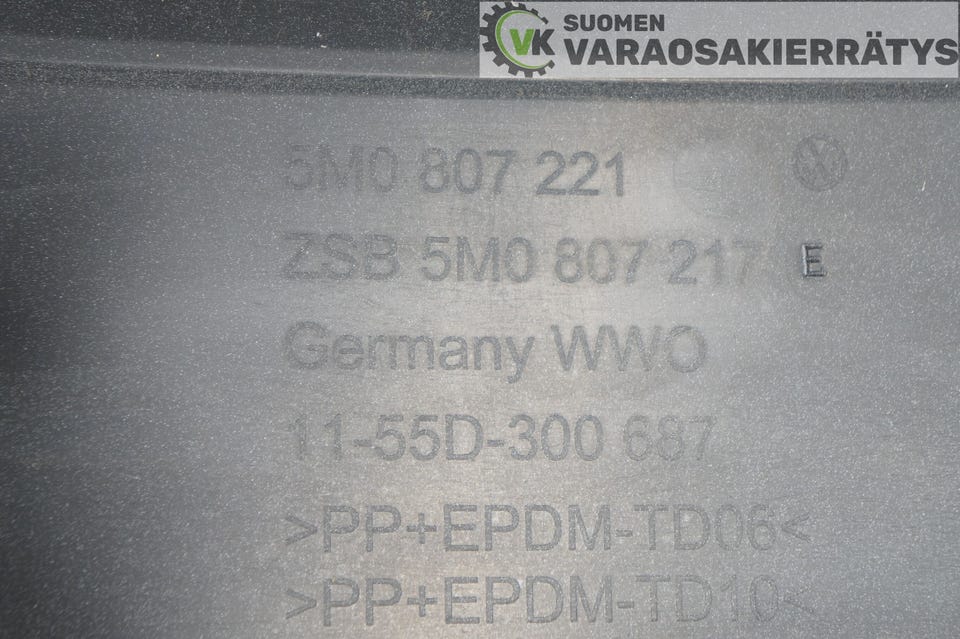 VK SUOMEN
VARAOSAKIERRÄTYS
5M0 807 221
ZSB 5M0 807 217 E
Germany WWO
11-55D-300 687
>PP+EPDM-TD06<
>PP+EPDM-TD10<